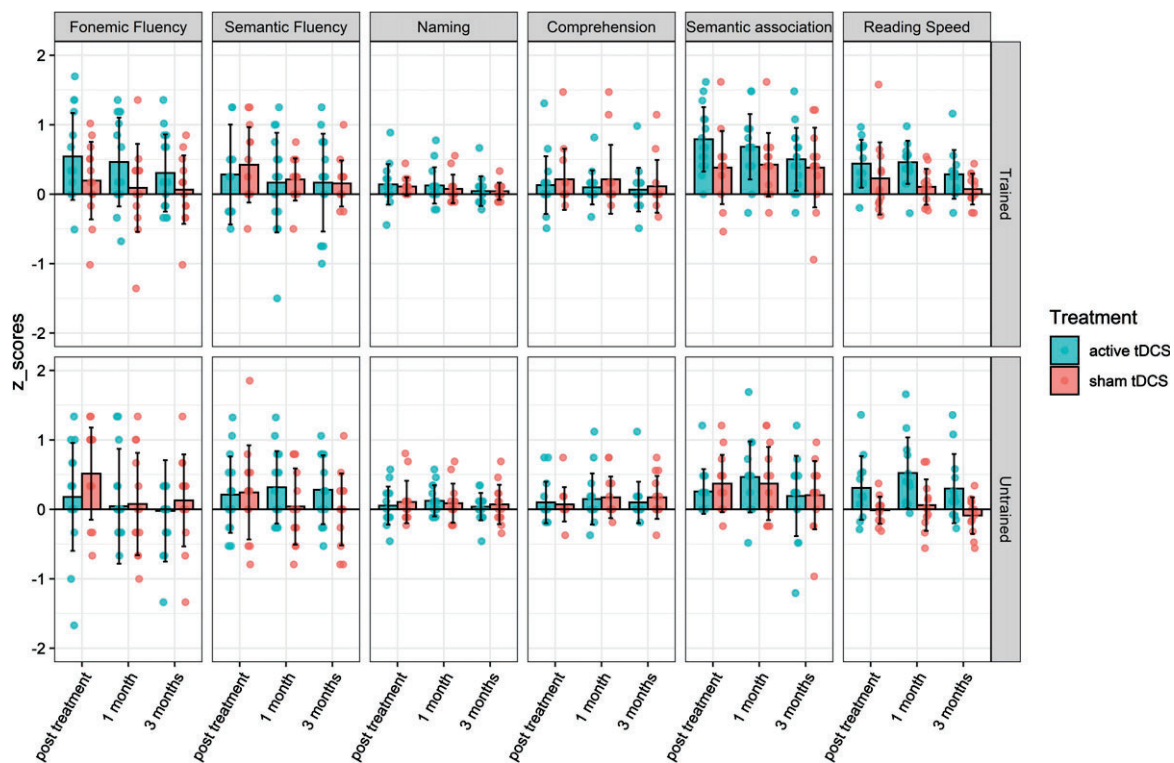 Fonemic Fluency
Semantic Fluency
Naming
Comprehension
Semantic association
Reading Speed
2
1
0
-1
-2
Trained
z_scores
2
1
0
-1
-2
Untrained
Treatment
active tDCS
sham tDCS
post treatment
1 month
3 months
post treatment
1 month
3 months
post treatment
1 month
3 months
post treatment
1 month
3 months
post treatment
1 month
3 months
post treatment
1 month
3 months